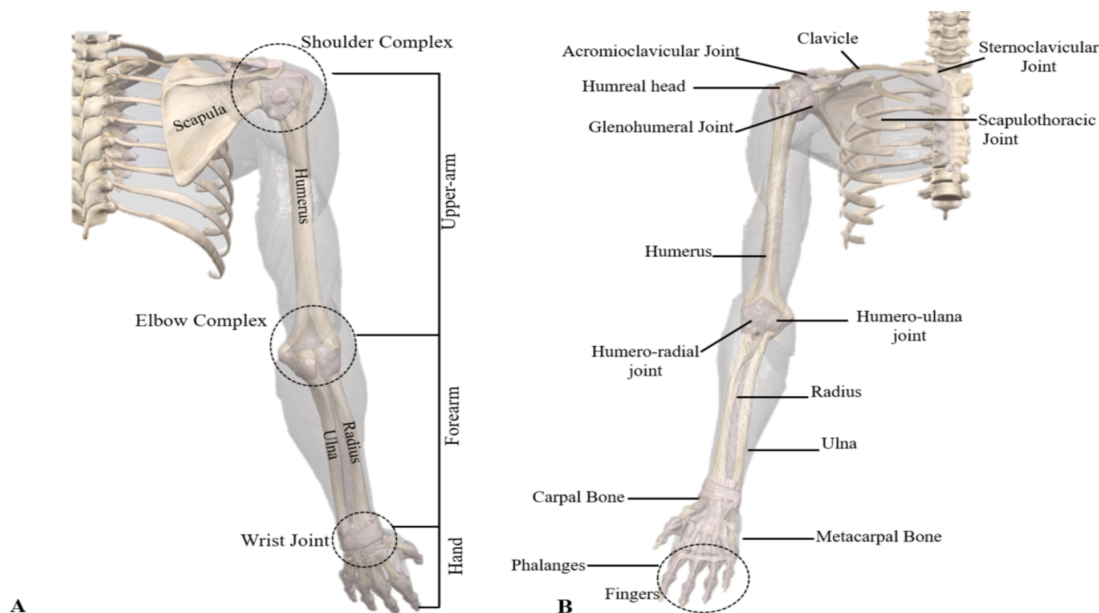 Shoulder Complex
Scapula
Humerus
Upper-arm
Elbow Complex
Forearm
Ulna
Radius
Wrist Joint
Hand
A
Clavicle
Acromioclavicular Joint
Sternoclavicular
Joint
Humreal head
Glenohumeral Joint
Scapulothoracic
Joint
Humerus
Humero-ulana
joint
Humero-radial
joint
Radius
Ulna
Carpal Bone
Metacarpal Bone
Phalanges
Fingers
B